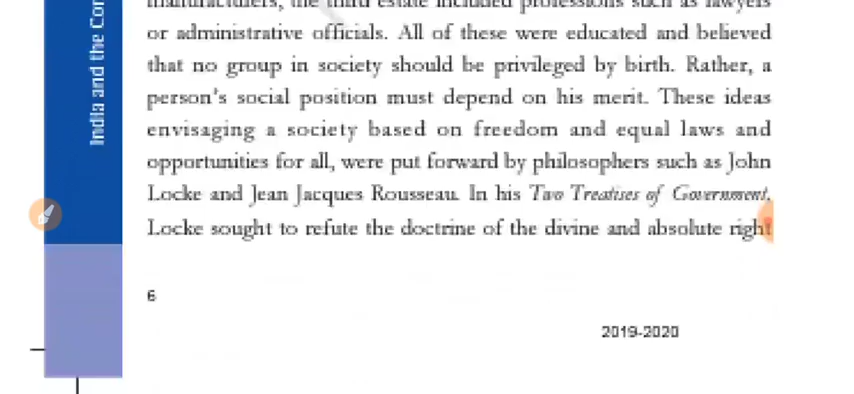 manufacturers, the third estate included professions such as lawyers
or administrative officials. All of these were educated and believed
that no group in society should be privileged by birth. Rather, a
person's social position must depend on his merit. These ideas
envisaging a society based on freedom and equal laws and
opportunities for all, were put forward by philosophers such as John
Locke and Jean Jacques Rousseau. In his Two Treatises of Government,
Locke sought to refute the doctrine of the divine and absolute right
6
2019-2020
India and the Con